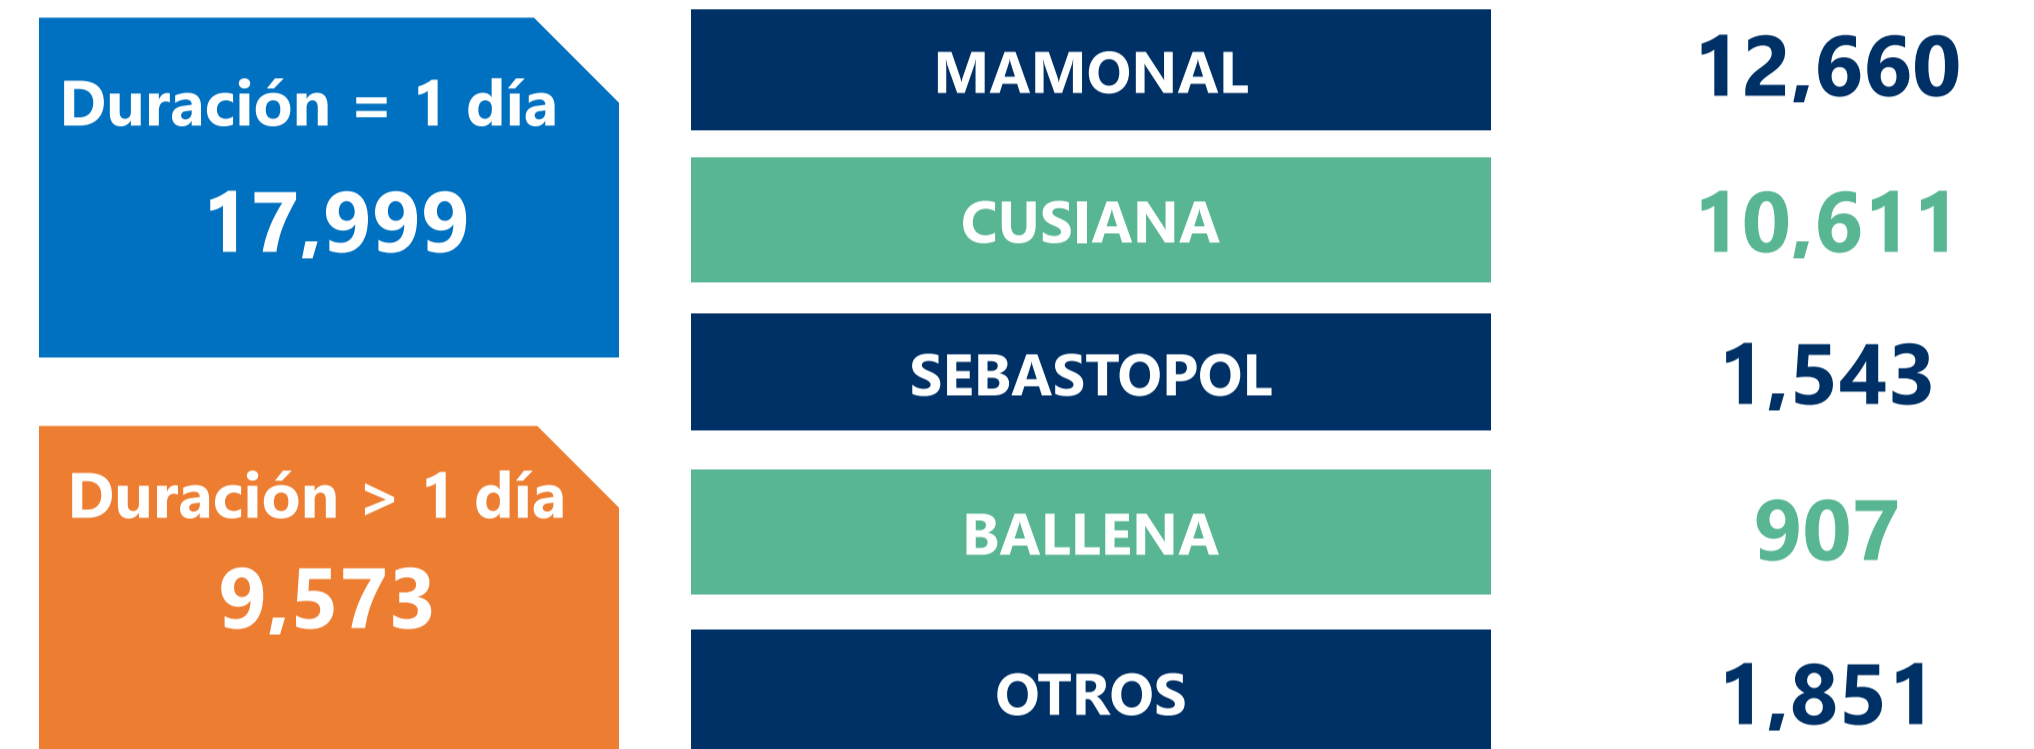 Duración = 1 día
17,999
Duración > 1 día
9,573
MAMONAL 12,660
CUSIANA 10,611
SEBASTOPOL 1,543
BALLENA 907
OTROS 1,851